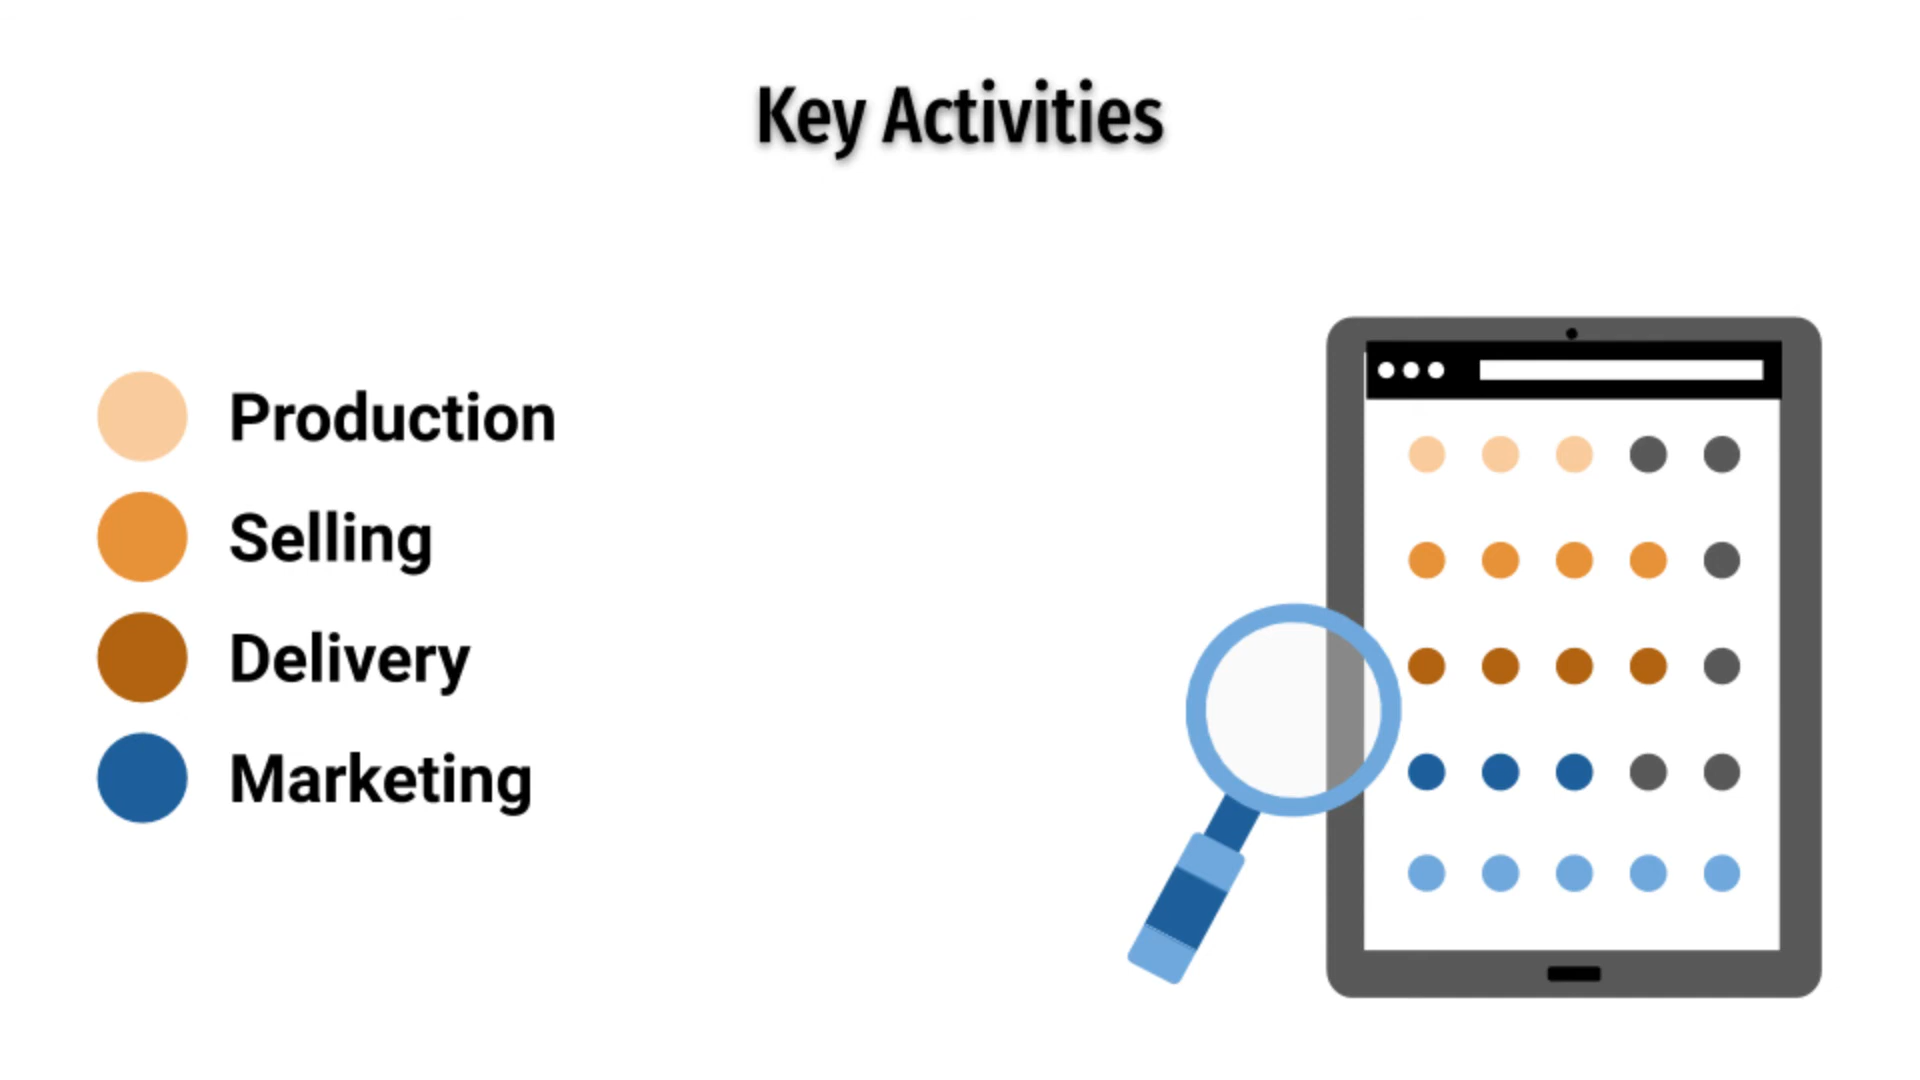 Key Activities
Production
Selling
Delivery
Marketing